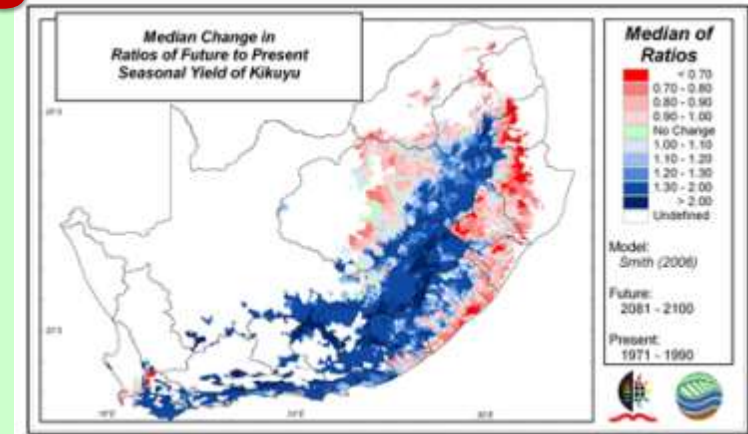 Median Change in
Ratios of Future to Present
Seasonal Yield of Kikuyu
Median of
Ratios
< 0.70
0.70 - 0.80
0.80 - 0.90
0.90 - 1.00
No Change
1.00 - 1.10
1.10 - 1.20
1.20 - 1.30
1.30 - 2.00
> 2.00
Undefined
Model:
Smith (2006)
Future:
2081 - 2100
Present:
1971 - 1990